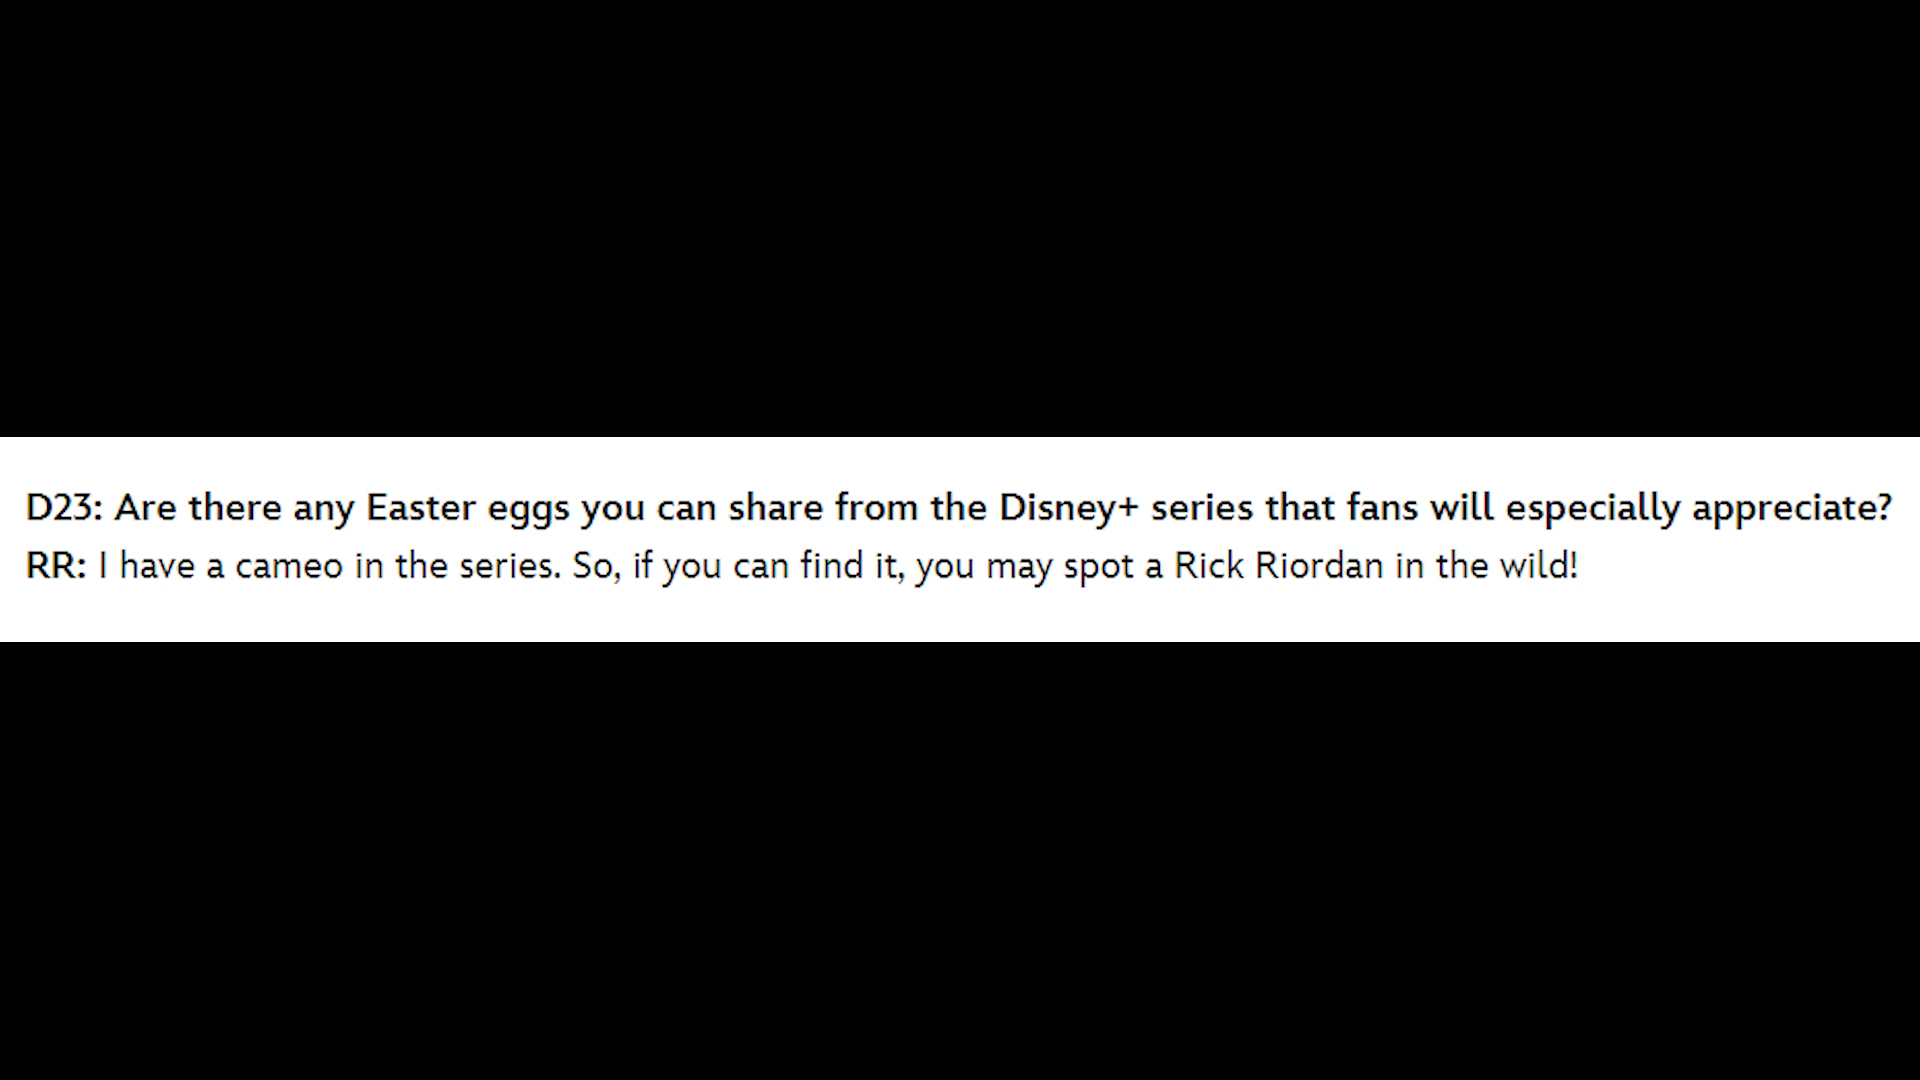 D23: Are there any Easter eggs you can share from the Disney+ series that fans will especially appreciate?
RR: I have a cameo in the series. So, if you can find it, you may spot a Rick Riordan in the wild!